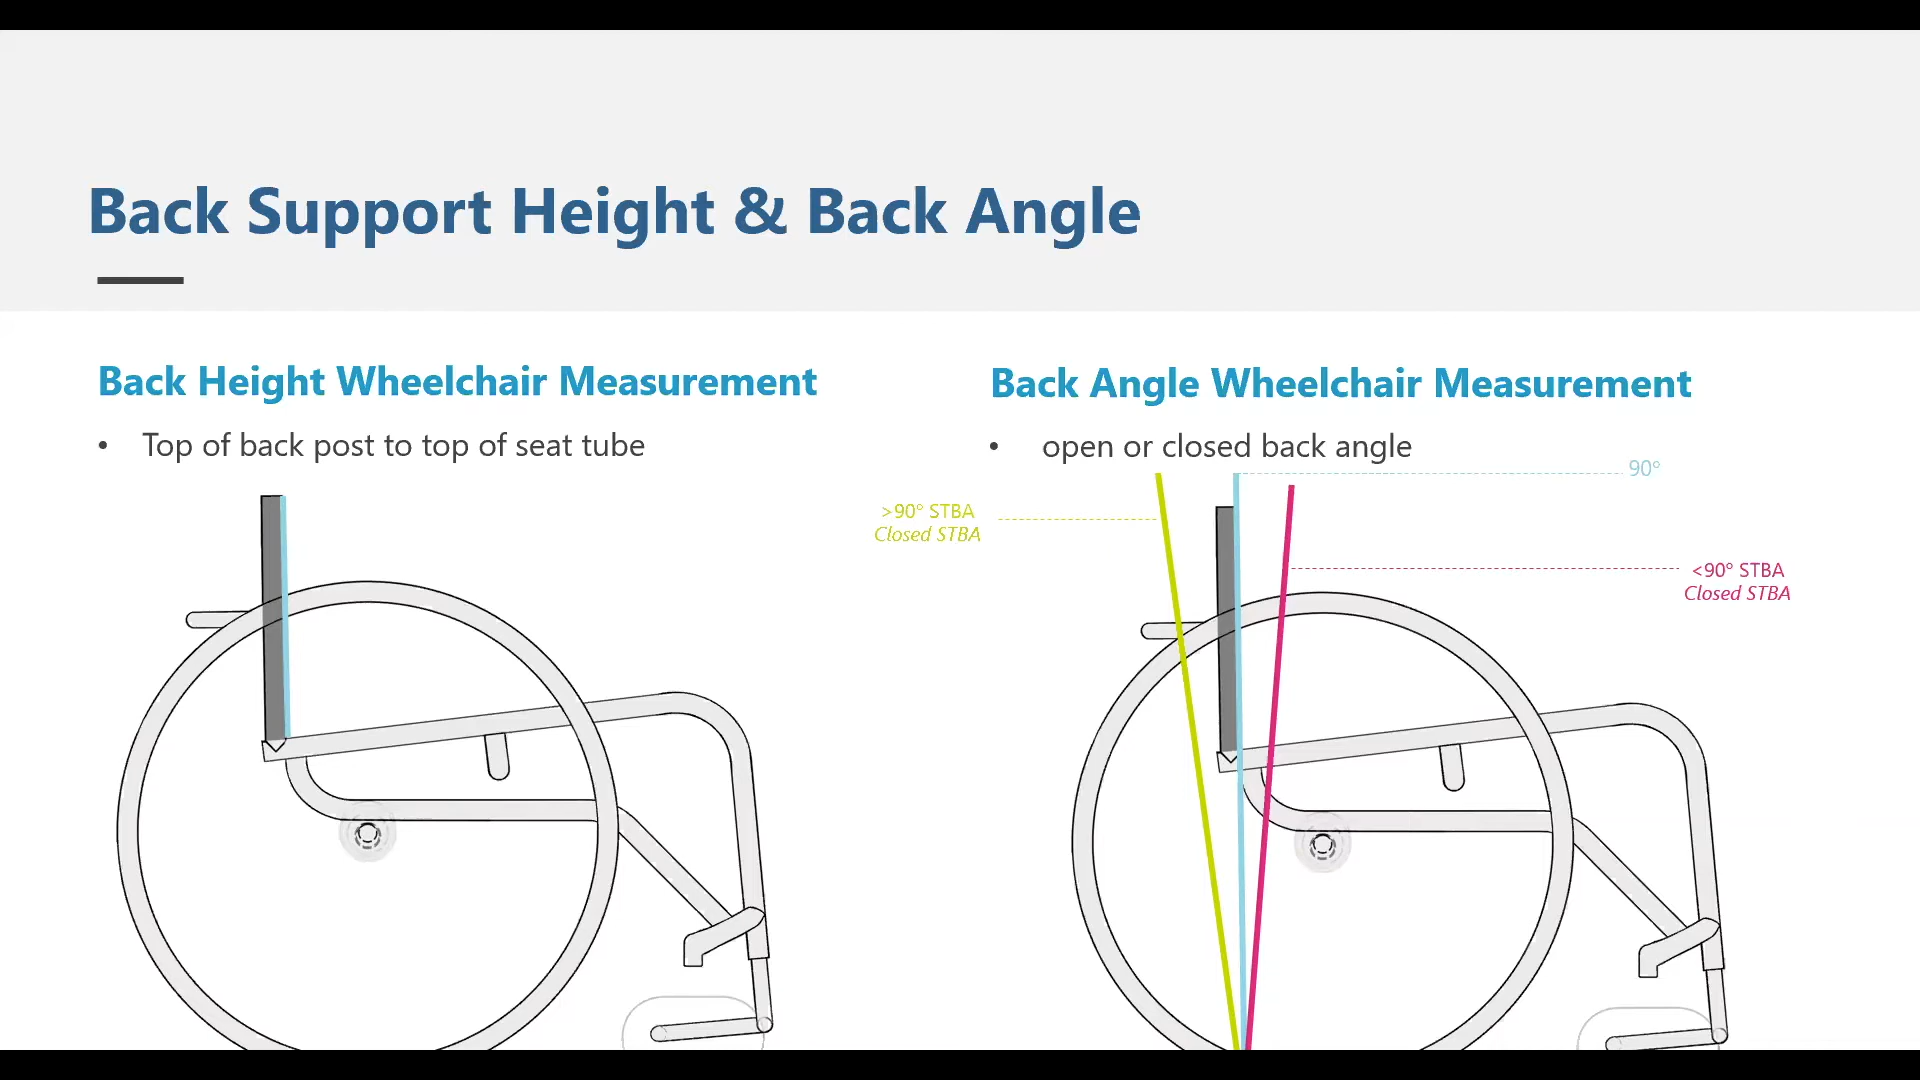 Back Support Height & Back Angle
Back Height Wheelchair Measurement
• Top of back post to top of seat tube
Back Angle Wheelchair Measurement
• open or closed back angle
90°
>90° STBA
Closed STBA
<90° STBA
Closed STBA